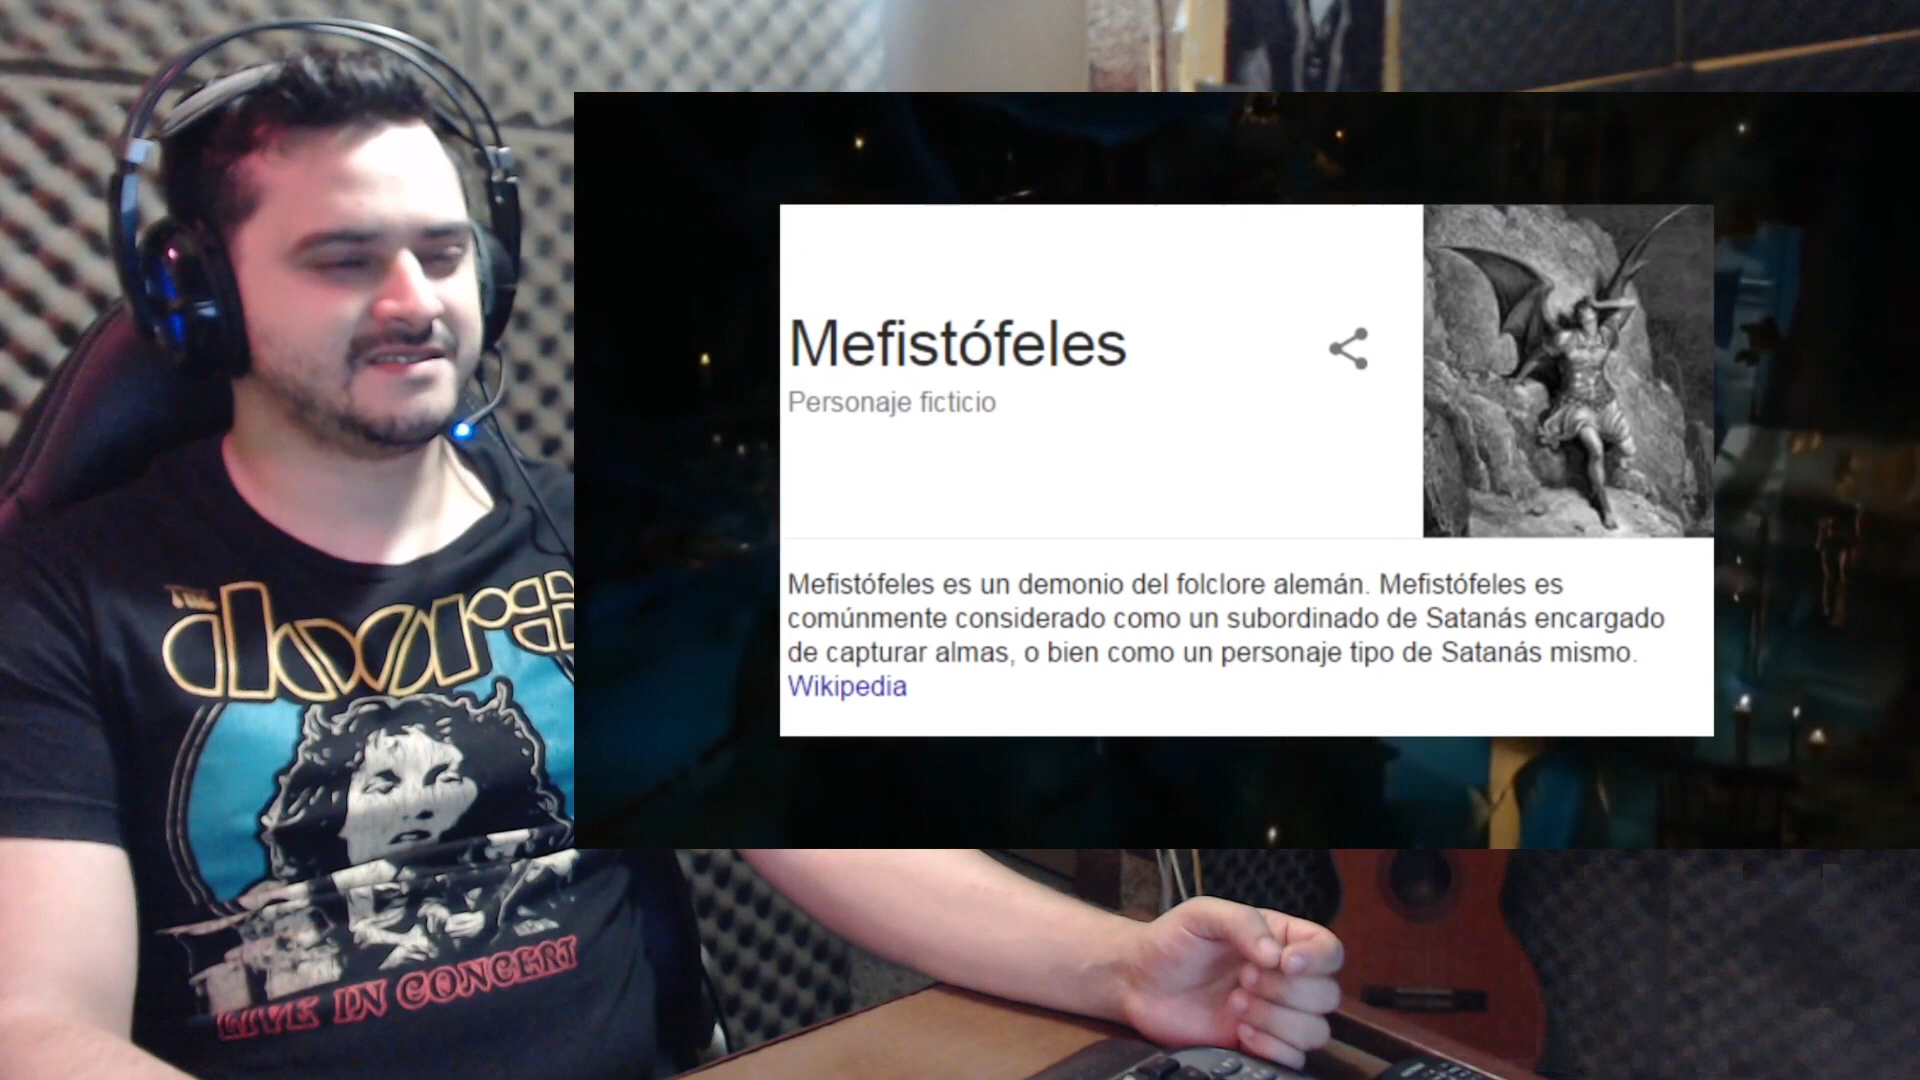 Mefistófeles
Personaje ficticio
Mefistófeles es un demonio del folclore alemán. Mefistófeles es
comúnmente considerado como un subordinado de Satanás encargado
de capturar almas, o bien como un personaje tipo de Satanás mismo.
Wikipedia
THE
doors
LIVE IN CONCERT